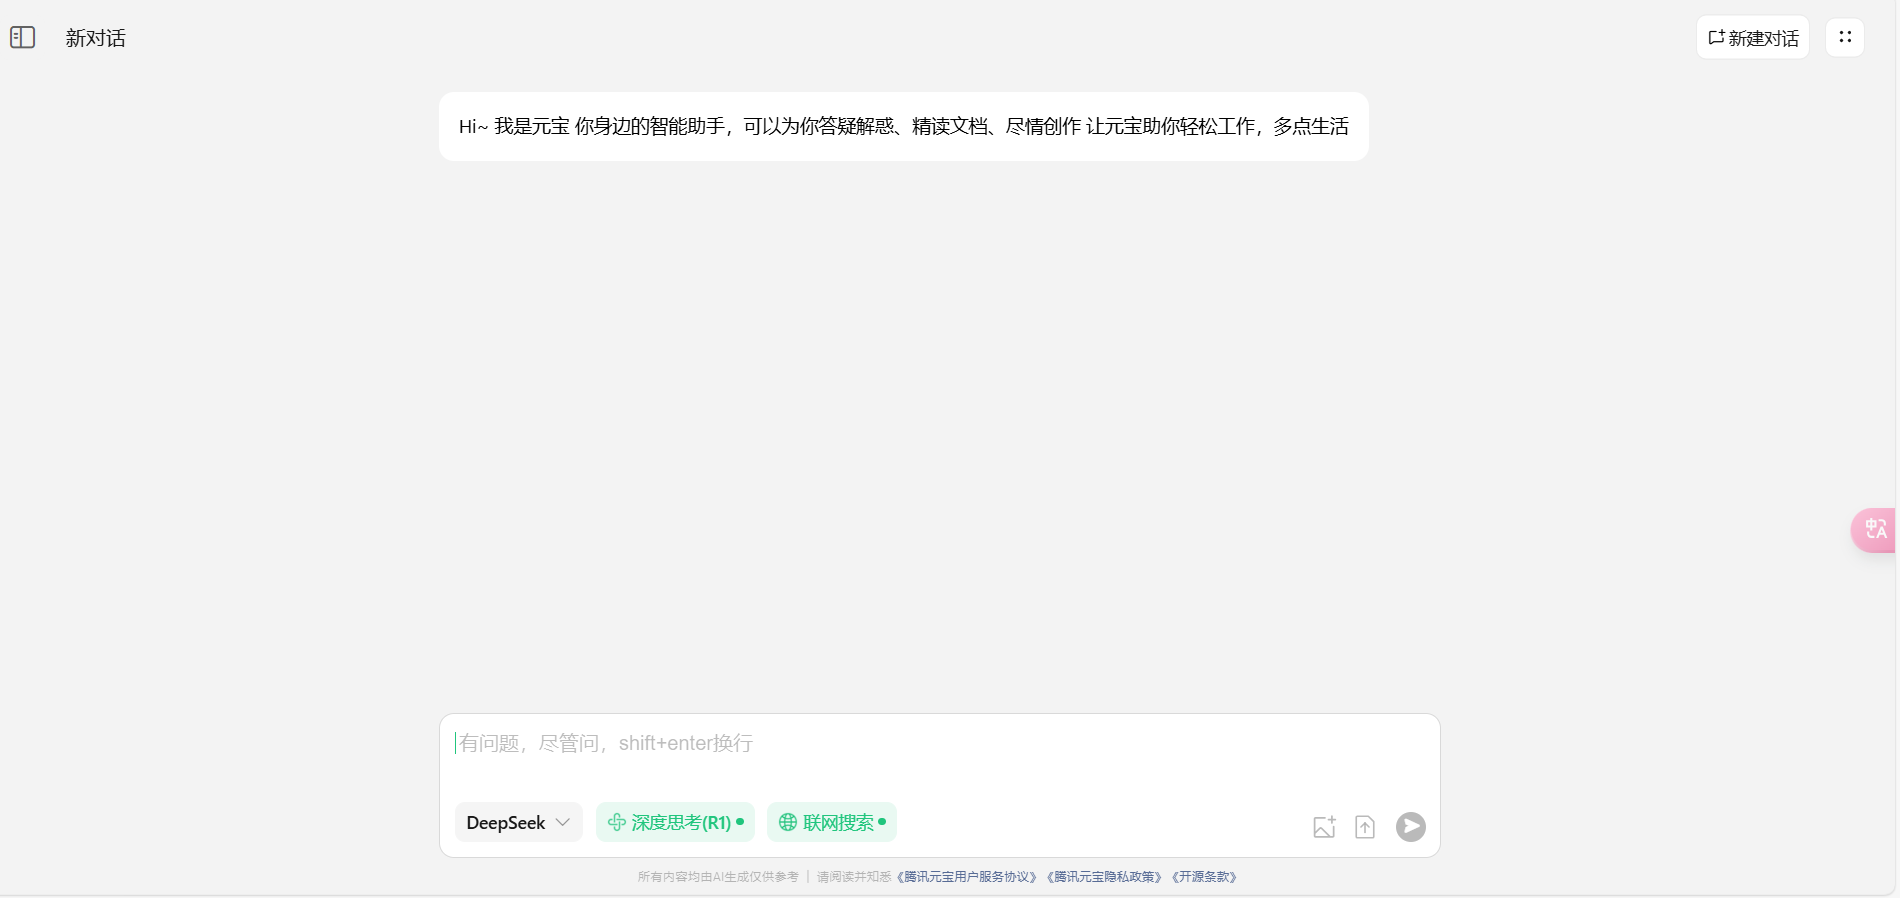 新对话
新建对话
Hi~ 我是元宝 你身边的智能助手，可以为你答疑解惑、精读文档、尽情创作 让元宝助你轻松工作，多点生活
中A
有问题，尽管问，shift+enter换行
DeepSeek
深度思考(R1)
联网搜索
所有内容均由AI生成仅供参考｜请阅读并知悉《腾讯元宝用户服务协议》《腾讯元宝隐私政策》《开源条款》